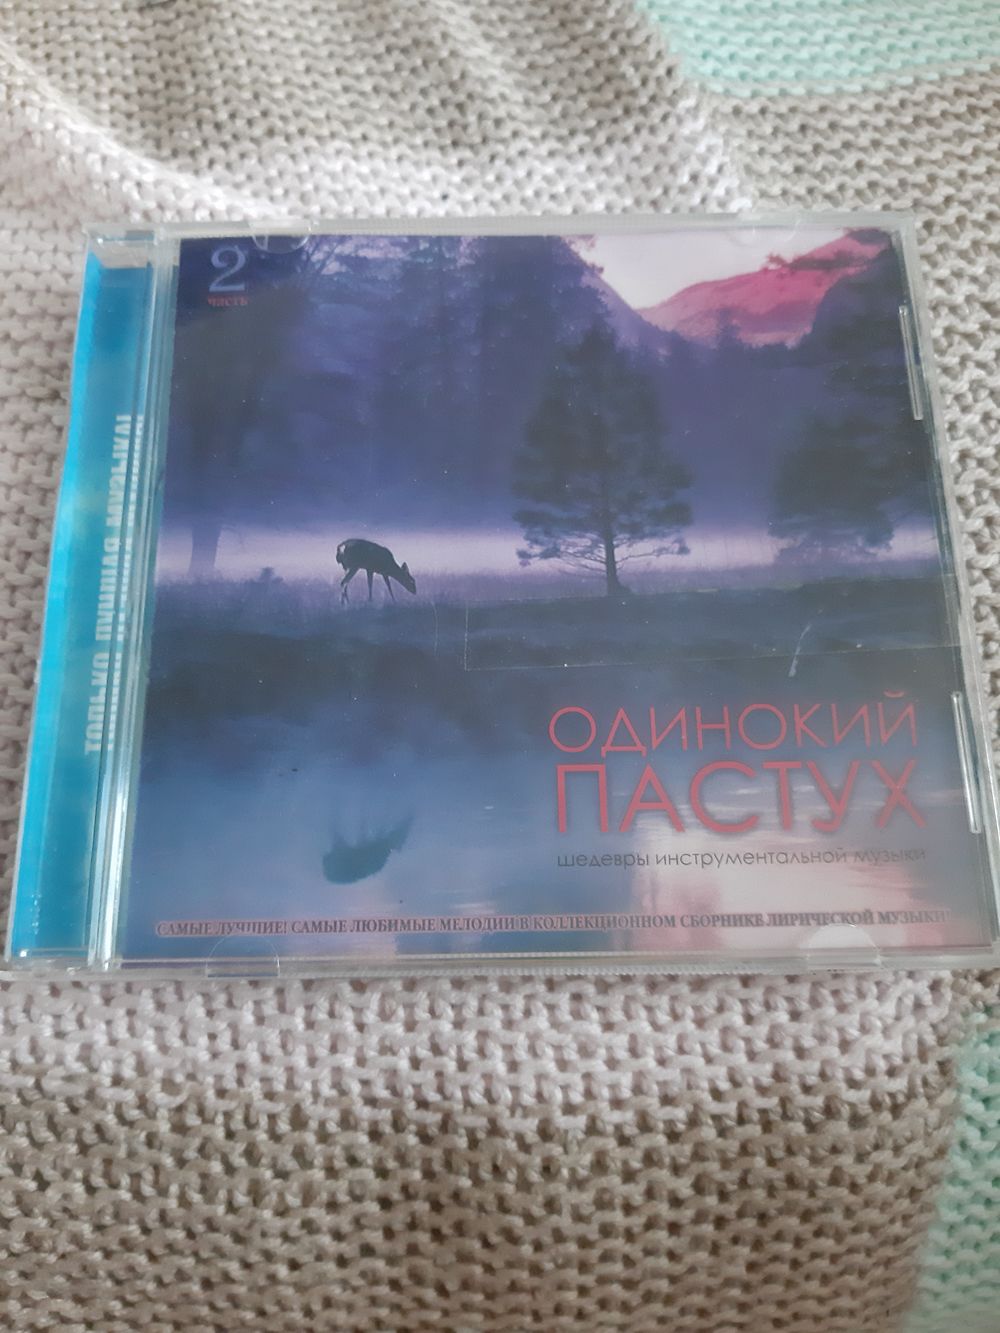 2
часть
ТОЛЬКО ЛУЧШАЯ МУЗЫКА!
ОДИНОКИЙ
ПАСТУХ
шедевры инструментальной музыки
САМЫЕ ЛУЧШИЕ! САМЫЕ ЛЮБИМЫЕ МЕЛОДИИ В КОЛЛЕКЦИОННОМ СБОРНИКЕ ЛИРИЧЕСКОЙ МУЗЫКИ!